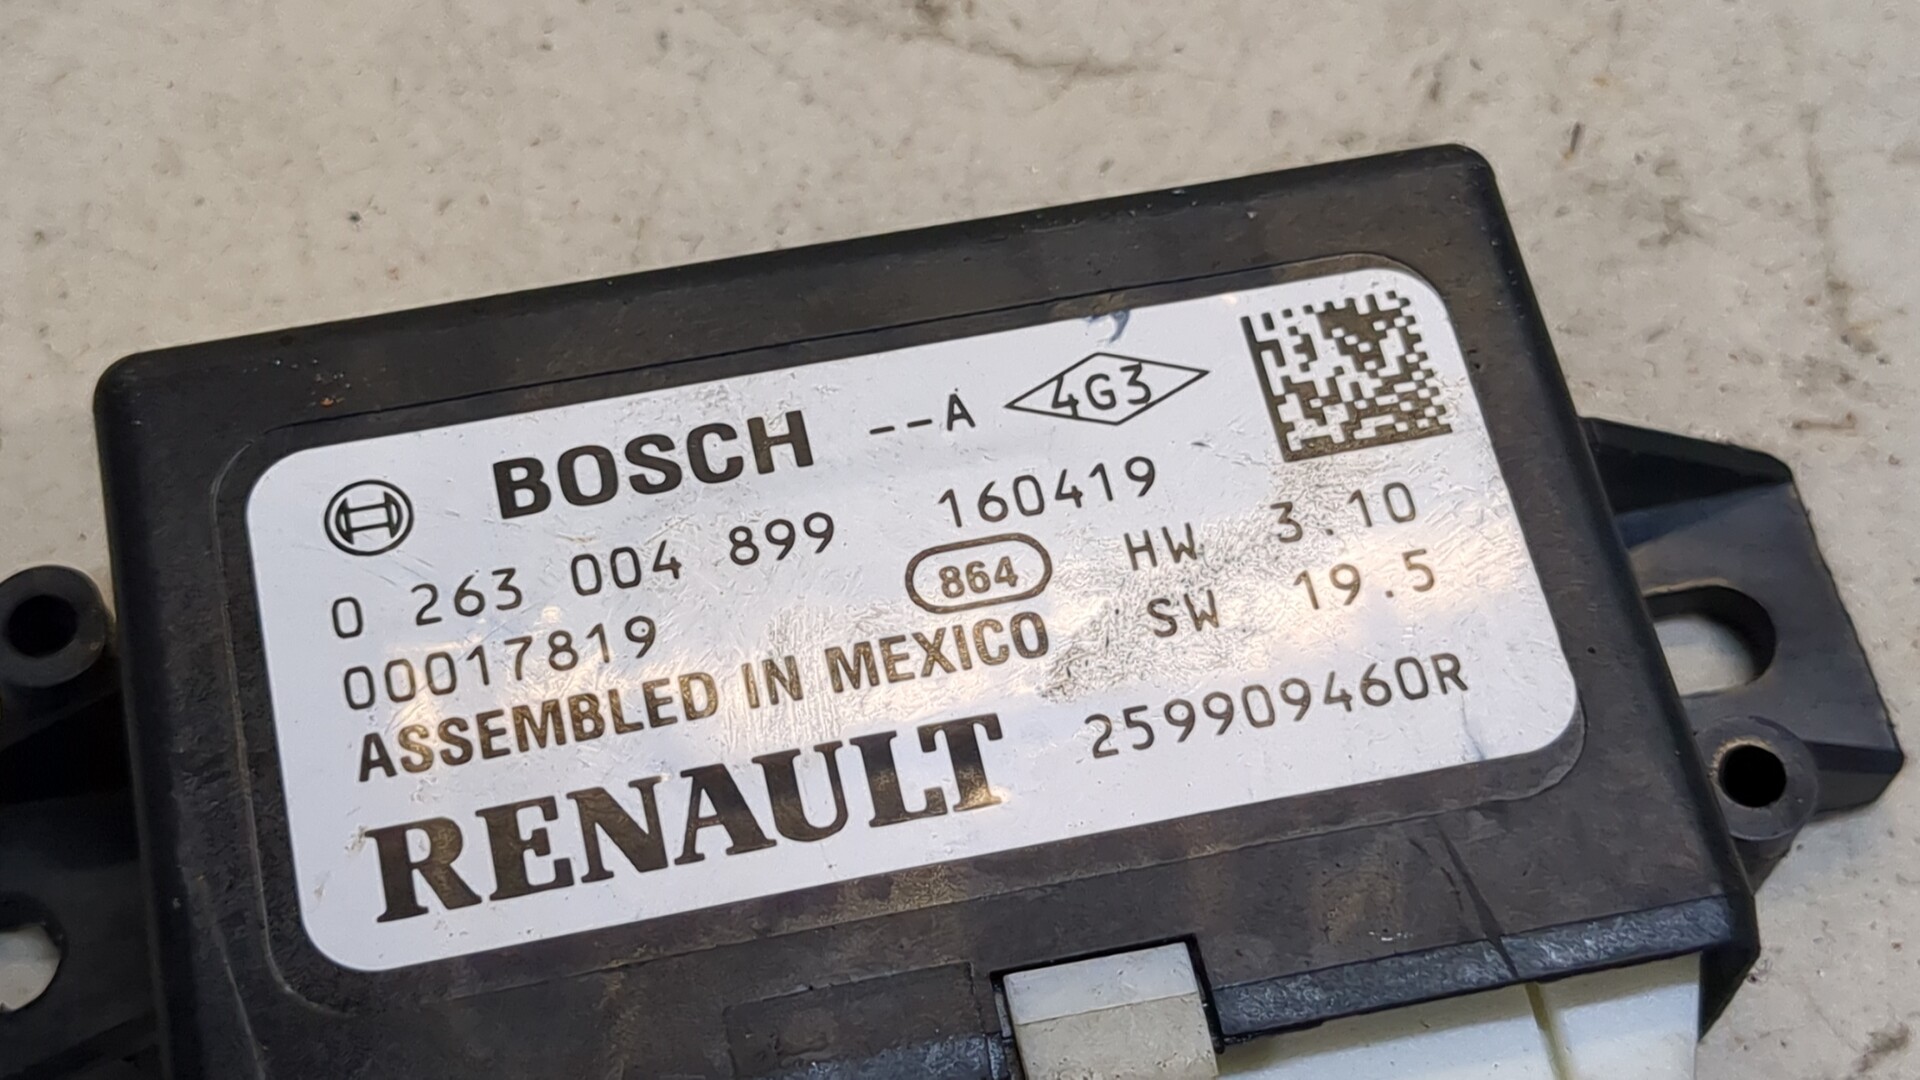 BOSCH --A 4G3
0 263 004 899 160419
00017819 864 HW 3.10
ASSEMBLED IN MEXICO SW 19.5
RENAULT 259909460R